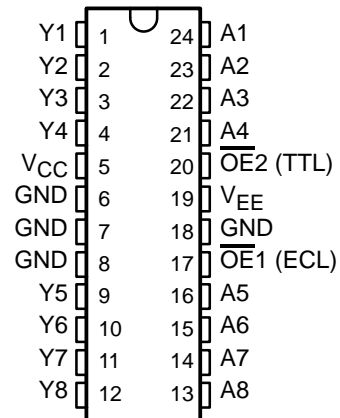 Y1 1 24 A1
Y2 2 23 A2
Y3 3 22 A3
Y4 4 21 A4
VCC 5 20 OE2 (TTL)
GND 6 19 VEE
GND 7 18 GND
GND 8 17 OE1 (ECL)
Y5 9 16 A5
Y6 10 15 A6
Y7 11 14 A7
Y8 12 13 A8